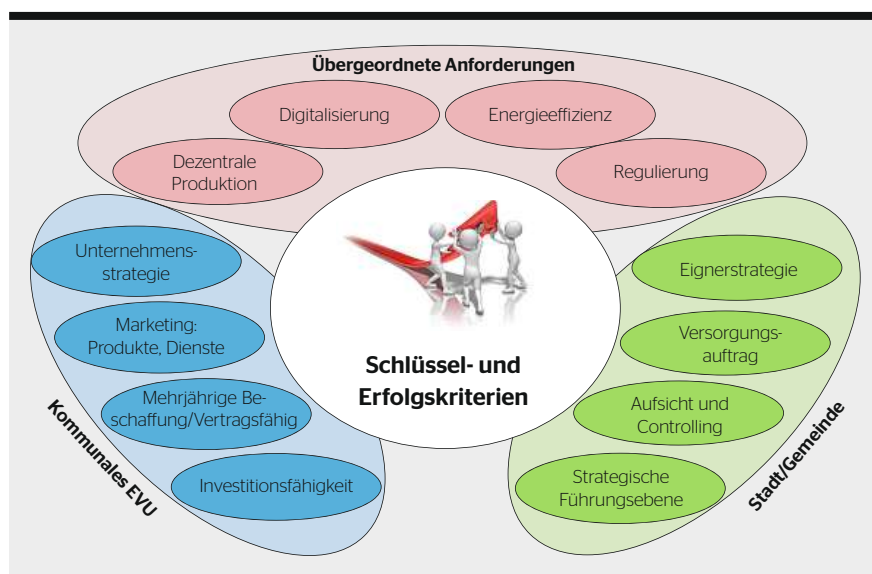 Übergeordnete Anforderungen
Digitalisierung
Energieeffizienz
Dezentrale
Produktion
Regulierung
Unternehmens-
strategie
Marketing:
Produkte, Dienste
Mehrjährige Be-
schaffung/Vertragsfähig
Investitionsfähigkeit
Kommunales EVU
Schlüssel- und
Erfolgskriterien
Eignerstrategie
Versorgungs-
auftrag
Aufsicht und
Controlling
Strategische
Führungsebene
Stadt/Gemeinde